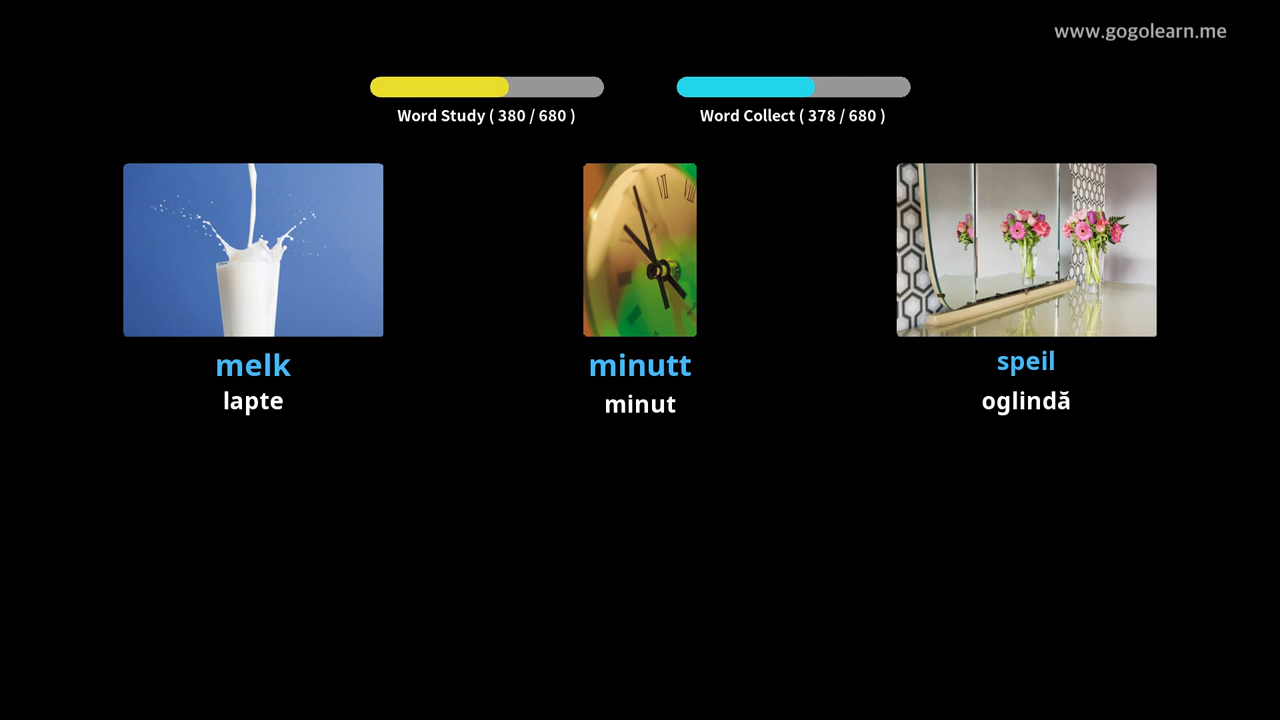 www.gogolearn.me
Word Study ( 380 / 680 )
Word Collect ( 378 / 680 )
melk
lapte
minutt
minut
speil
oglindă